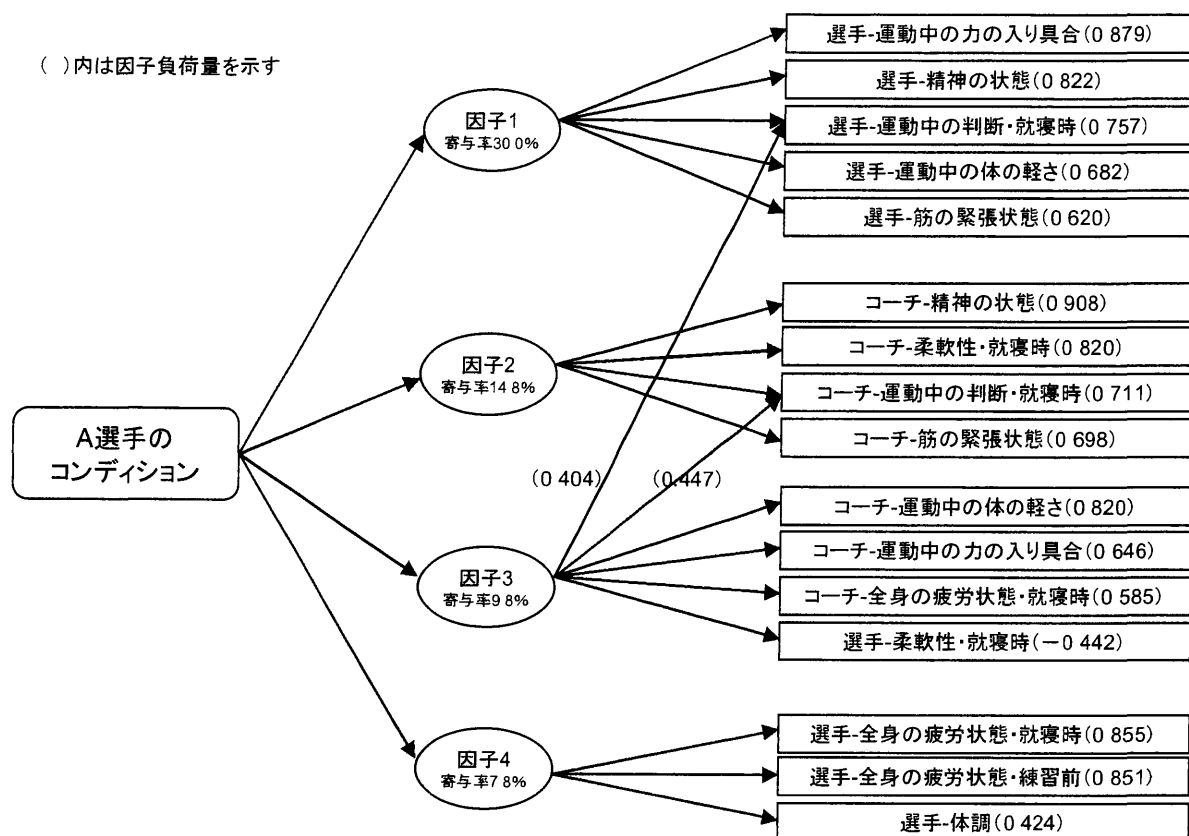 ( )内は因子負荷量を示す
A選手の
コンディション
因子1
寄与率30 0%
選手-運動中の力の入り具合(0 879)
選手-精神の状態(0 822)
選手-運動中の判断・就寝時(0 757)
選手-運動中の体の軽さ(0 682)
選手-筋の緊張状態(0 620)
因子2
寄与率14 8%
コーチ-精神の状態(0 908)
コーチ-柔軟性・就寝時(0 820)
コーチ-運動中の判断・就寝時(0 711)
コーチ-筋の緊張状態(0 698)
(0 404)
(0.447)
因子3
寄与率9 8%
コーチ-運動中の体の軽さ(0 820)
コーチ-運動中の力の入り具合(0 646)
コーチ-全身の疲労状態・就寝時(0 585)
選手-柔軟性・就寝時(-0 442)
因子4
寄与率7 8%
選手-全身の疲労状態・就寝時(0 855)
選手-全身の疲労状態・練習前(0 851)
選手-体調(0 424)